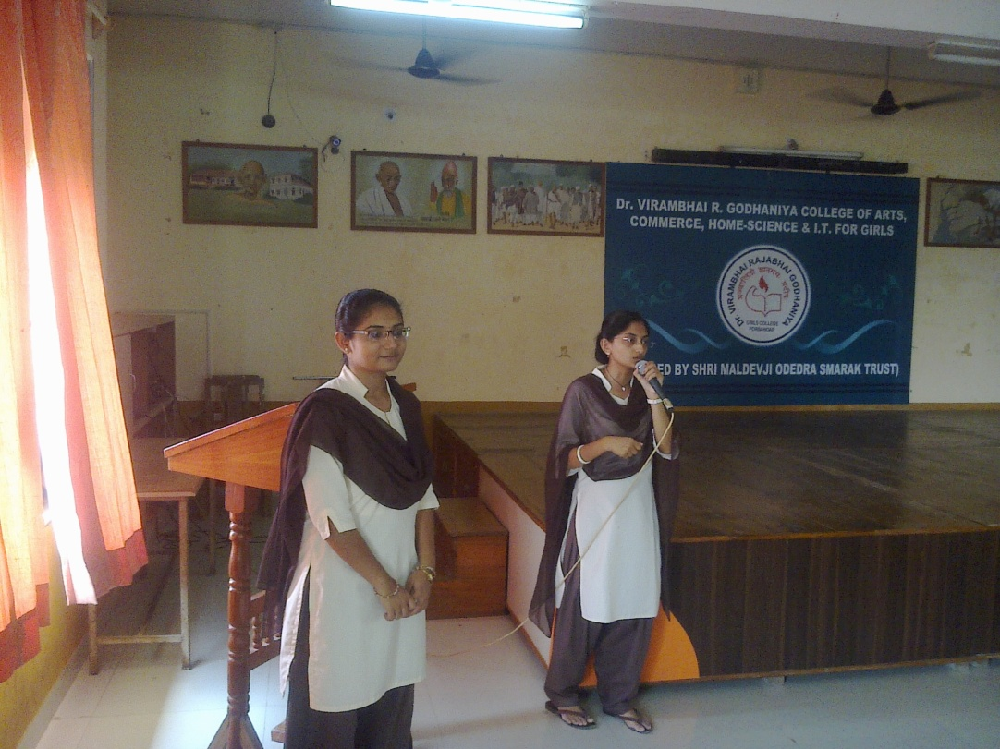 Dr. VIRAMBHAI R. GODHANIYA COLLEGE OF ARTS,
COMMERCE, HOME-SCIENCE & I.T. FOR GIRLS
Dr. VIRAMBHAI RAJABHAI GODHANIYA
GIRLS COLLEGE
PORBANDAR
BY SHRI MALDEVJI ODEDRA SMARAK TRUST)